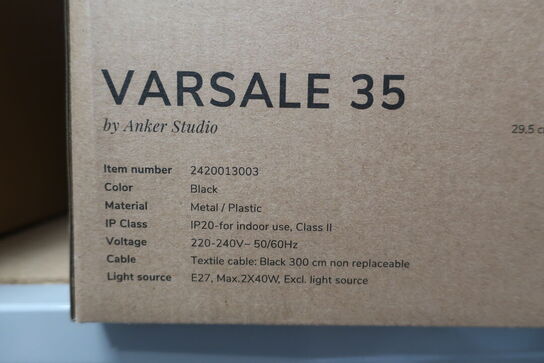 VARSALE 35
by Anker Studio
29.5
Item number 2420013003
Color Black
Material Metal / Plastic
IP Class IP20-for indoor use, Class II
Voltage 220-240V~ 50/60Hz
Cable Textile cable: Black 300 cm non replaceable
Light source E27, Max.2X40W, Excl. light source